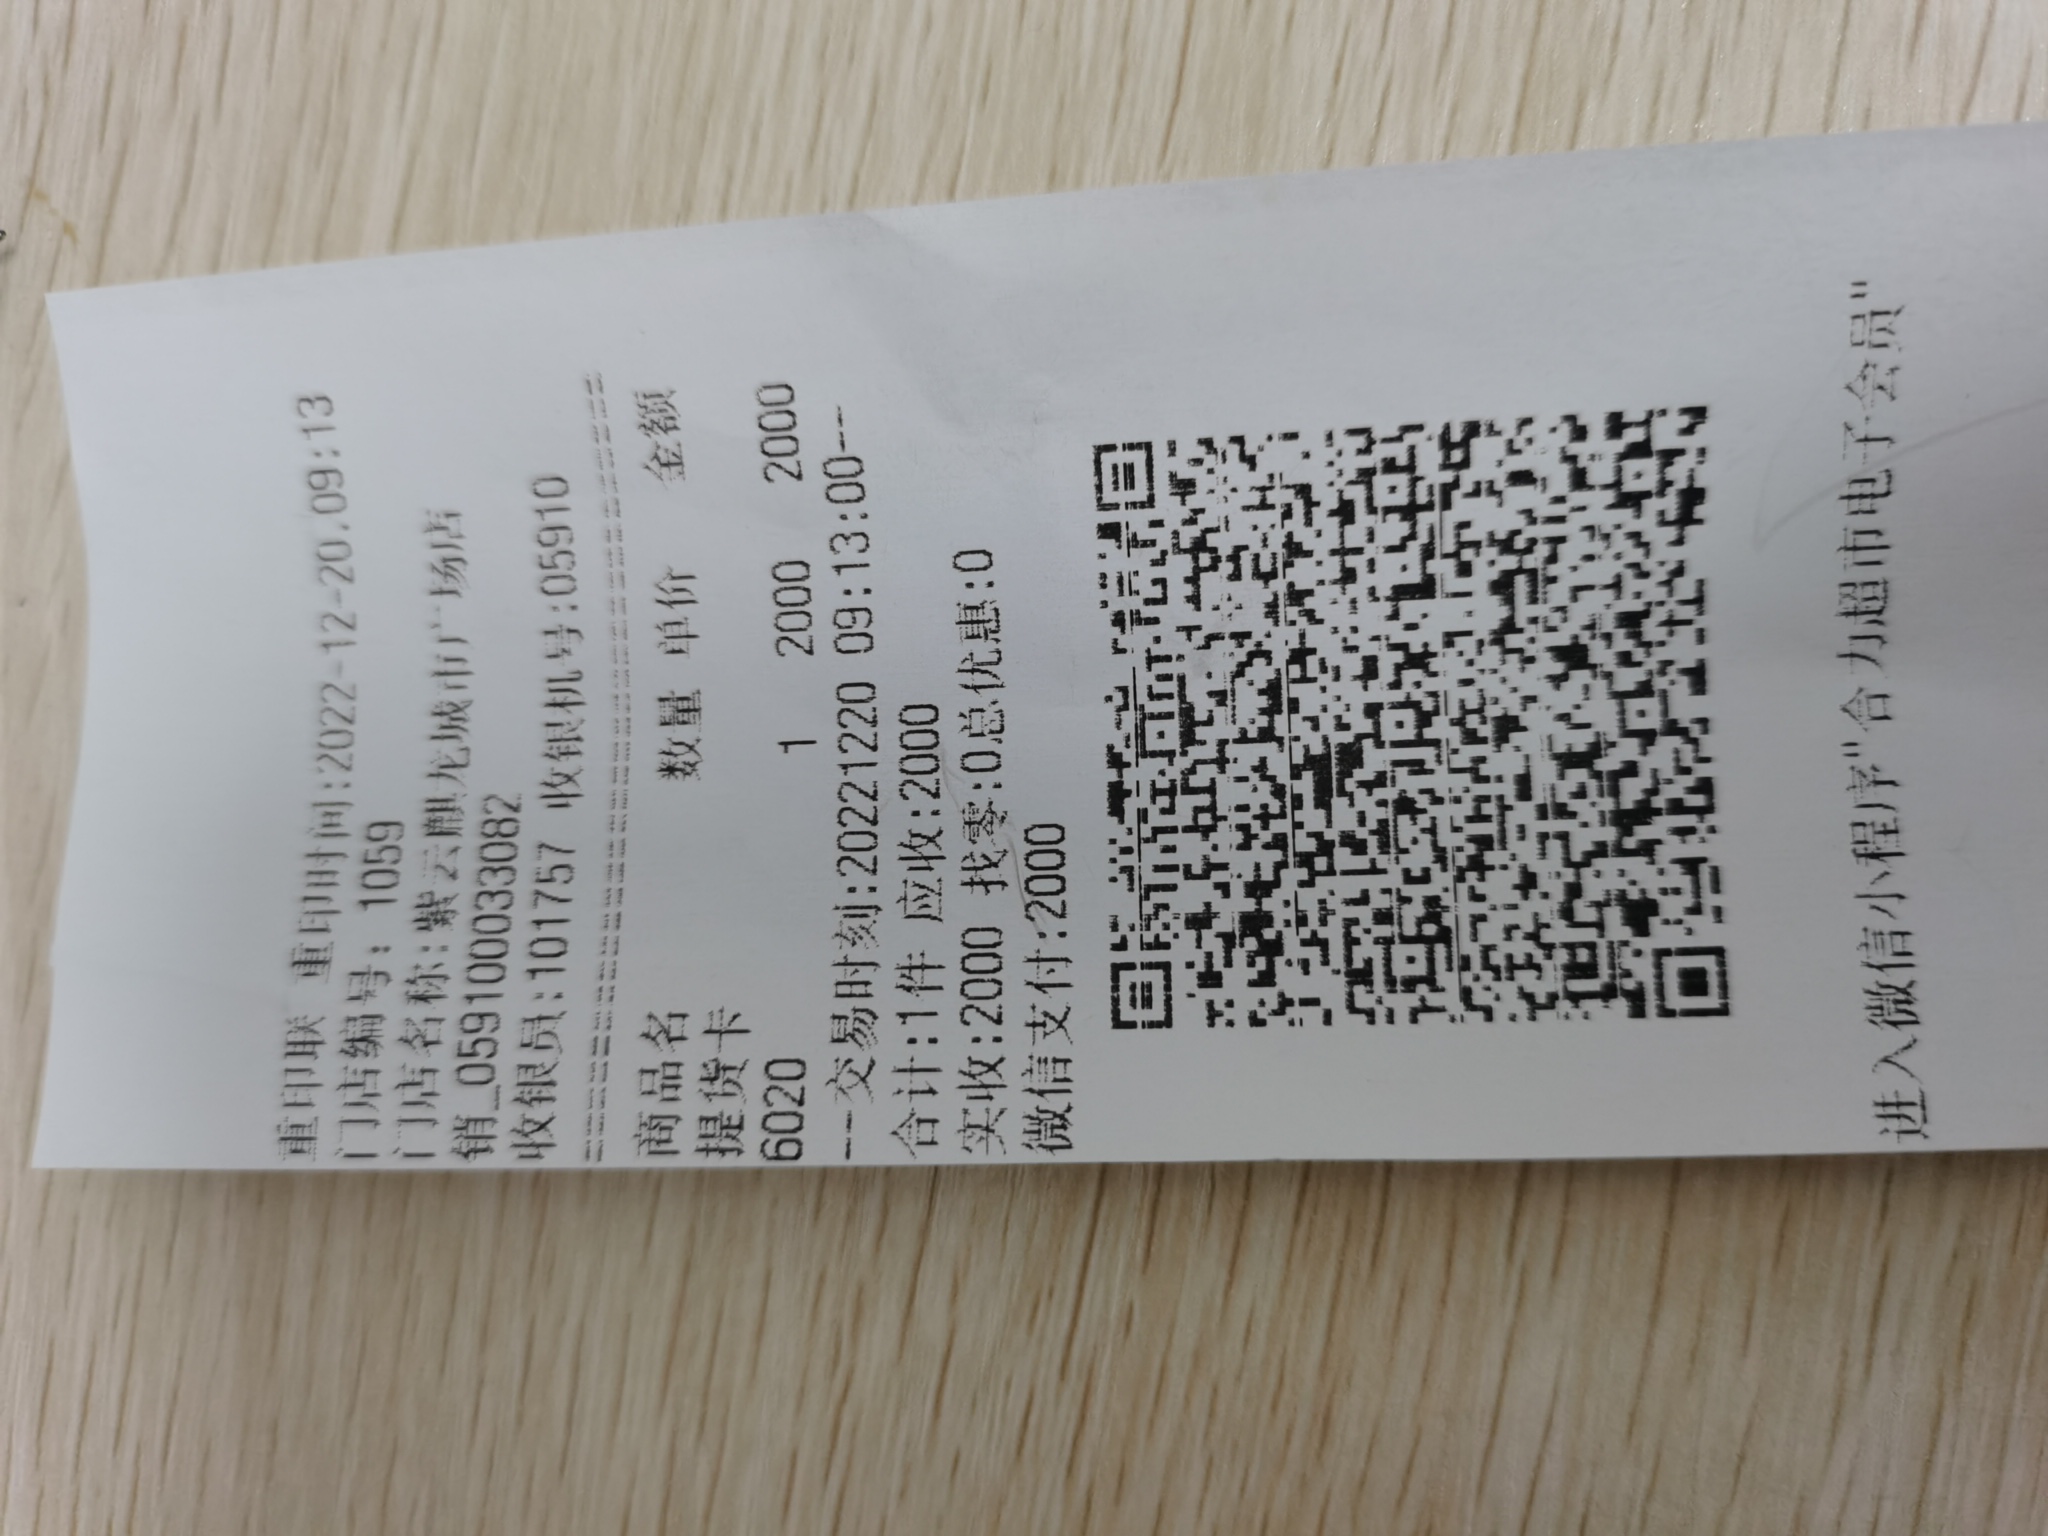 重印联 重印时间:2022-12-20.09:13
门店编号: 1059
门店名称:紫云麒龙城市广场店
销_0591000330​82
收银员:101757 收银机号:05910
================================
商品名 数量 单价 金额
提货卡
6020 1 2000 2000
---交易时刻:20221220 09:13:00---
合计:1件 应收:2000
实收:2000 找零:0总优惠:0
微信支付:2000
进入微信小程序"合力超市电子会员"